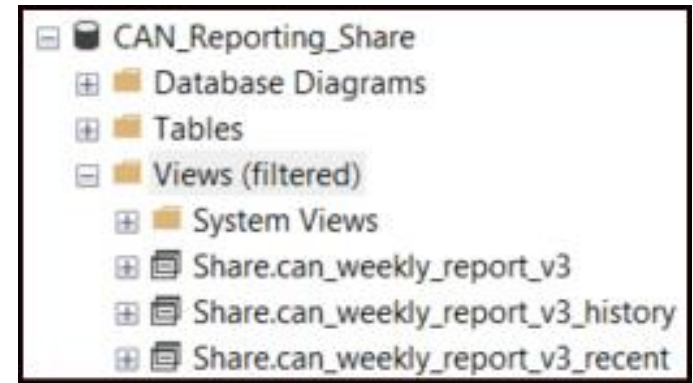 CAN_Reporting_Share
Database Diagrams
Tables
Views (filtered)
System Views
Share.can_weekly_report_v3
Share.can_weekly_report_v3_history
Share.can_weekly_report_v3_recent